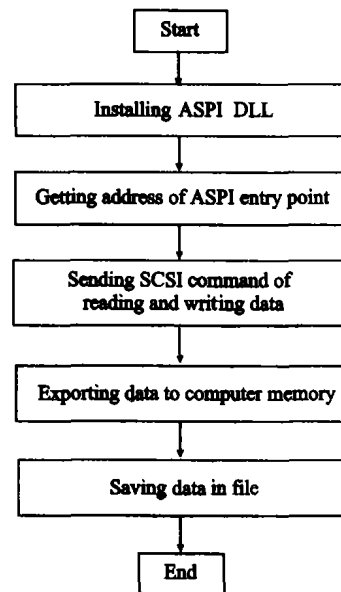 Start
Installing ASPI DLL
Getting address of ASPI entry point
Sending SCSI command of
reading and writing data
Exporting data to computer memory
Saving data in file
End